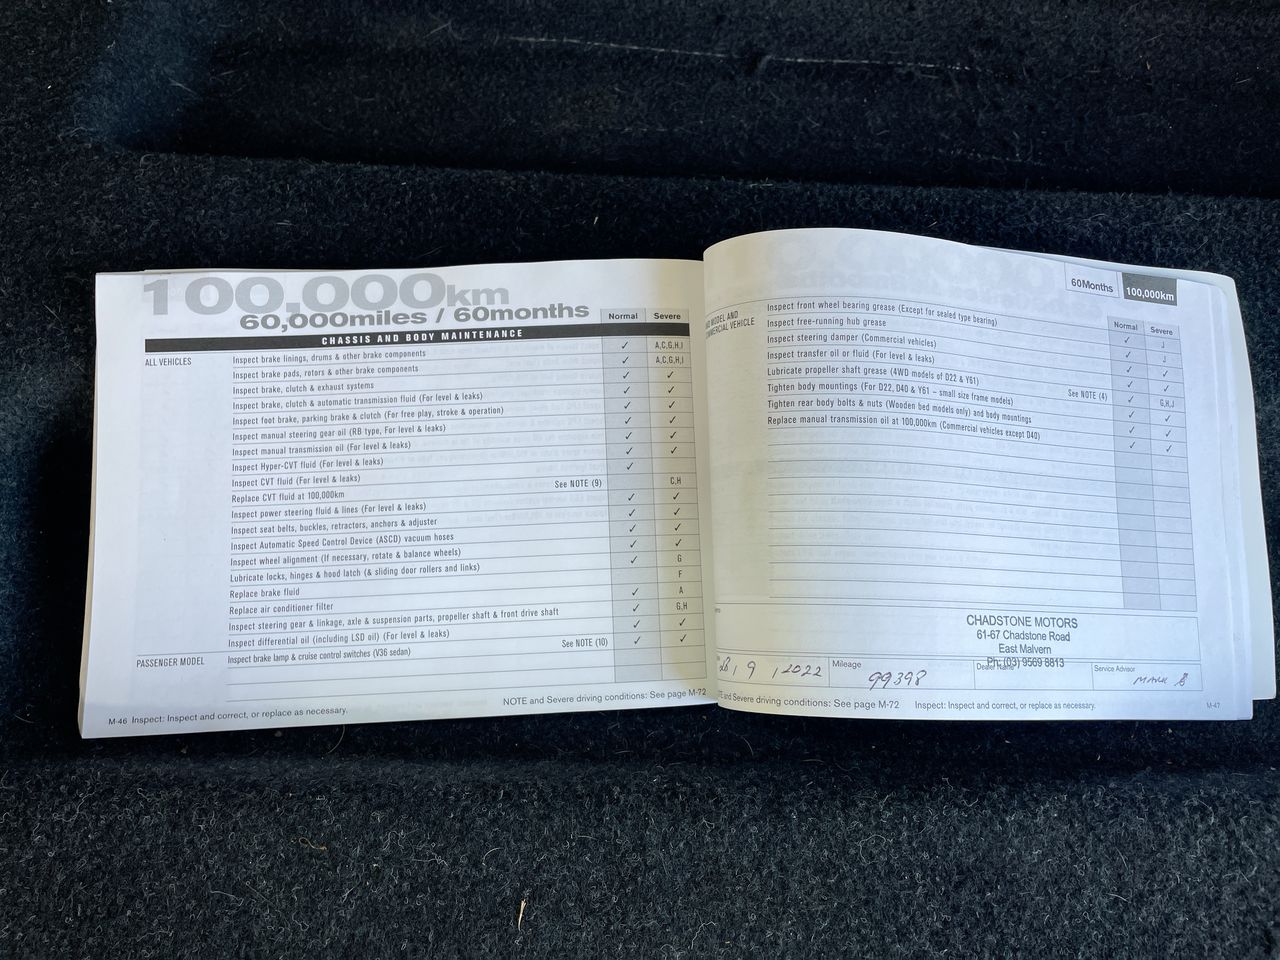 100,000km
60,000miles / 60months
Normal Severe
CHASSIS AND BODY MAINTENANCE
ALL VEHICLES
Inspect brake linings, drums & other brake components ✓ A,C,G,H,I
Inspect brake pads, rotors & other brake components ✓ A,C,G,H,I
Inspect brake, clutch & exhaust systems ✓ ✓
Inspect brake, clutch & automatic transmission fluid (For level & leaks) ✓ ✓
Inspect foot brake, parking brake & clutch (For free play, stroke & operation) ✓ ✓
Inspect manual steering gear oil (RB type, For level & leaks) ✓ ✓
Inspect manual transmission oil (For level & leaks) ✓ ✓
Inspect Hyper-CVT fluid (For level & leaks) ✓ ✓
Inspect CVT fluid (For level & leaks) ✓
Replace CVT fluid at 100,000km See NOTE (9) C,H
Inspect power steering fluid & lines (For level & leaks) ✓ ✓
Inspect seat belts, buckles, retractors, anchors & adjuster ✓ ✓
Inspect Automatic Speed Control Device (ASCD) vacuum hoses ✓ ✓
Inspect wheel alignment (If necessary, rotate & balance wheels) ✓ ✓
Lubricate locks, hinges & hood latch (& sliding door rollers and links) ✓ G
Replace brake fluid F
Replace air conditioner filter ✓ A
Inspect steering gear & linkage, axle & suspension parts, propeller shaft & front drive shaft ✓ G,H
Inspect differential oil (including LSD oil) (For level & leaks) ✓ ✓
PASSENGER MODEL
Inspect brake lamp & cruise control switches (V36 sedan) See NOTE (10) ✓ ✓
NOTE and Severe driving conditions: See page M-72
M-46 Inspect: Inspect and correct, or replace as necessary.
60Months 100,000km
Normal Severe
MODEL AND
COMMERCIAL VEHICLE
Inspect front wheel bearing grease (Except for sealed type bearing) ✓ J
Inspect free-running hub grease ✓ J
Inspect steering damper (Commercial vehicles) ✓ ✓
Inspect transfer oil or fluid (For level & leaks) ✓ ✓
Lubricate propeller shaft grease (4WD models of D22 & Y61) ✓ G,H,J
Tighten body mountings (For D22, D40 & Y61 – small size frame models) See NOTE (4) ✓ ✓
Tighten rear body bolts & nuts (Wooden bed models only) and body mountings ✓ ✓
Replace manual transmission oil at 100,000km (Commercial vehicles except D40) ✓ ✓
CHADSTONE MOTORS
61-67 Chadstone Road
East Malvern
Ph: (03) 9569 8813
9 / 2022 Mileage 99398 Dealer Name Service Advisor MARK
and Severe driving conditions: See page M-72 Inspect: Inspect and correct, or replace as necessary.
M-47